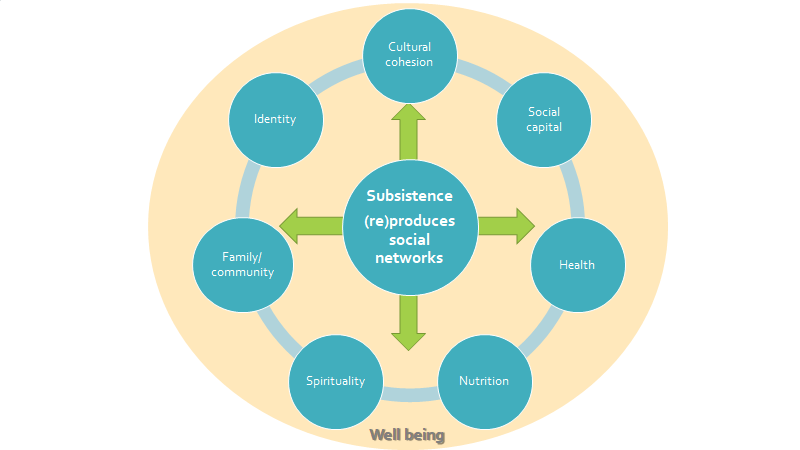 Cultural
cohesion
Social
capital
Identity
Subsistence
(re)produces
social
networks
Family/
community
Health
Spirituality
Nutrition
Well being